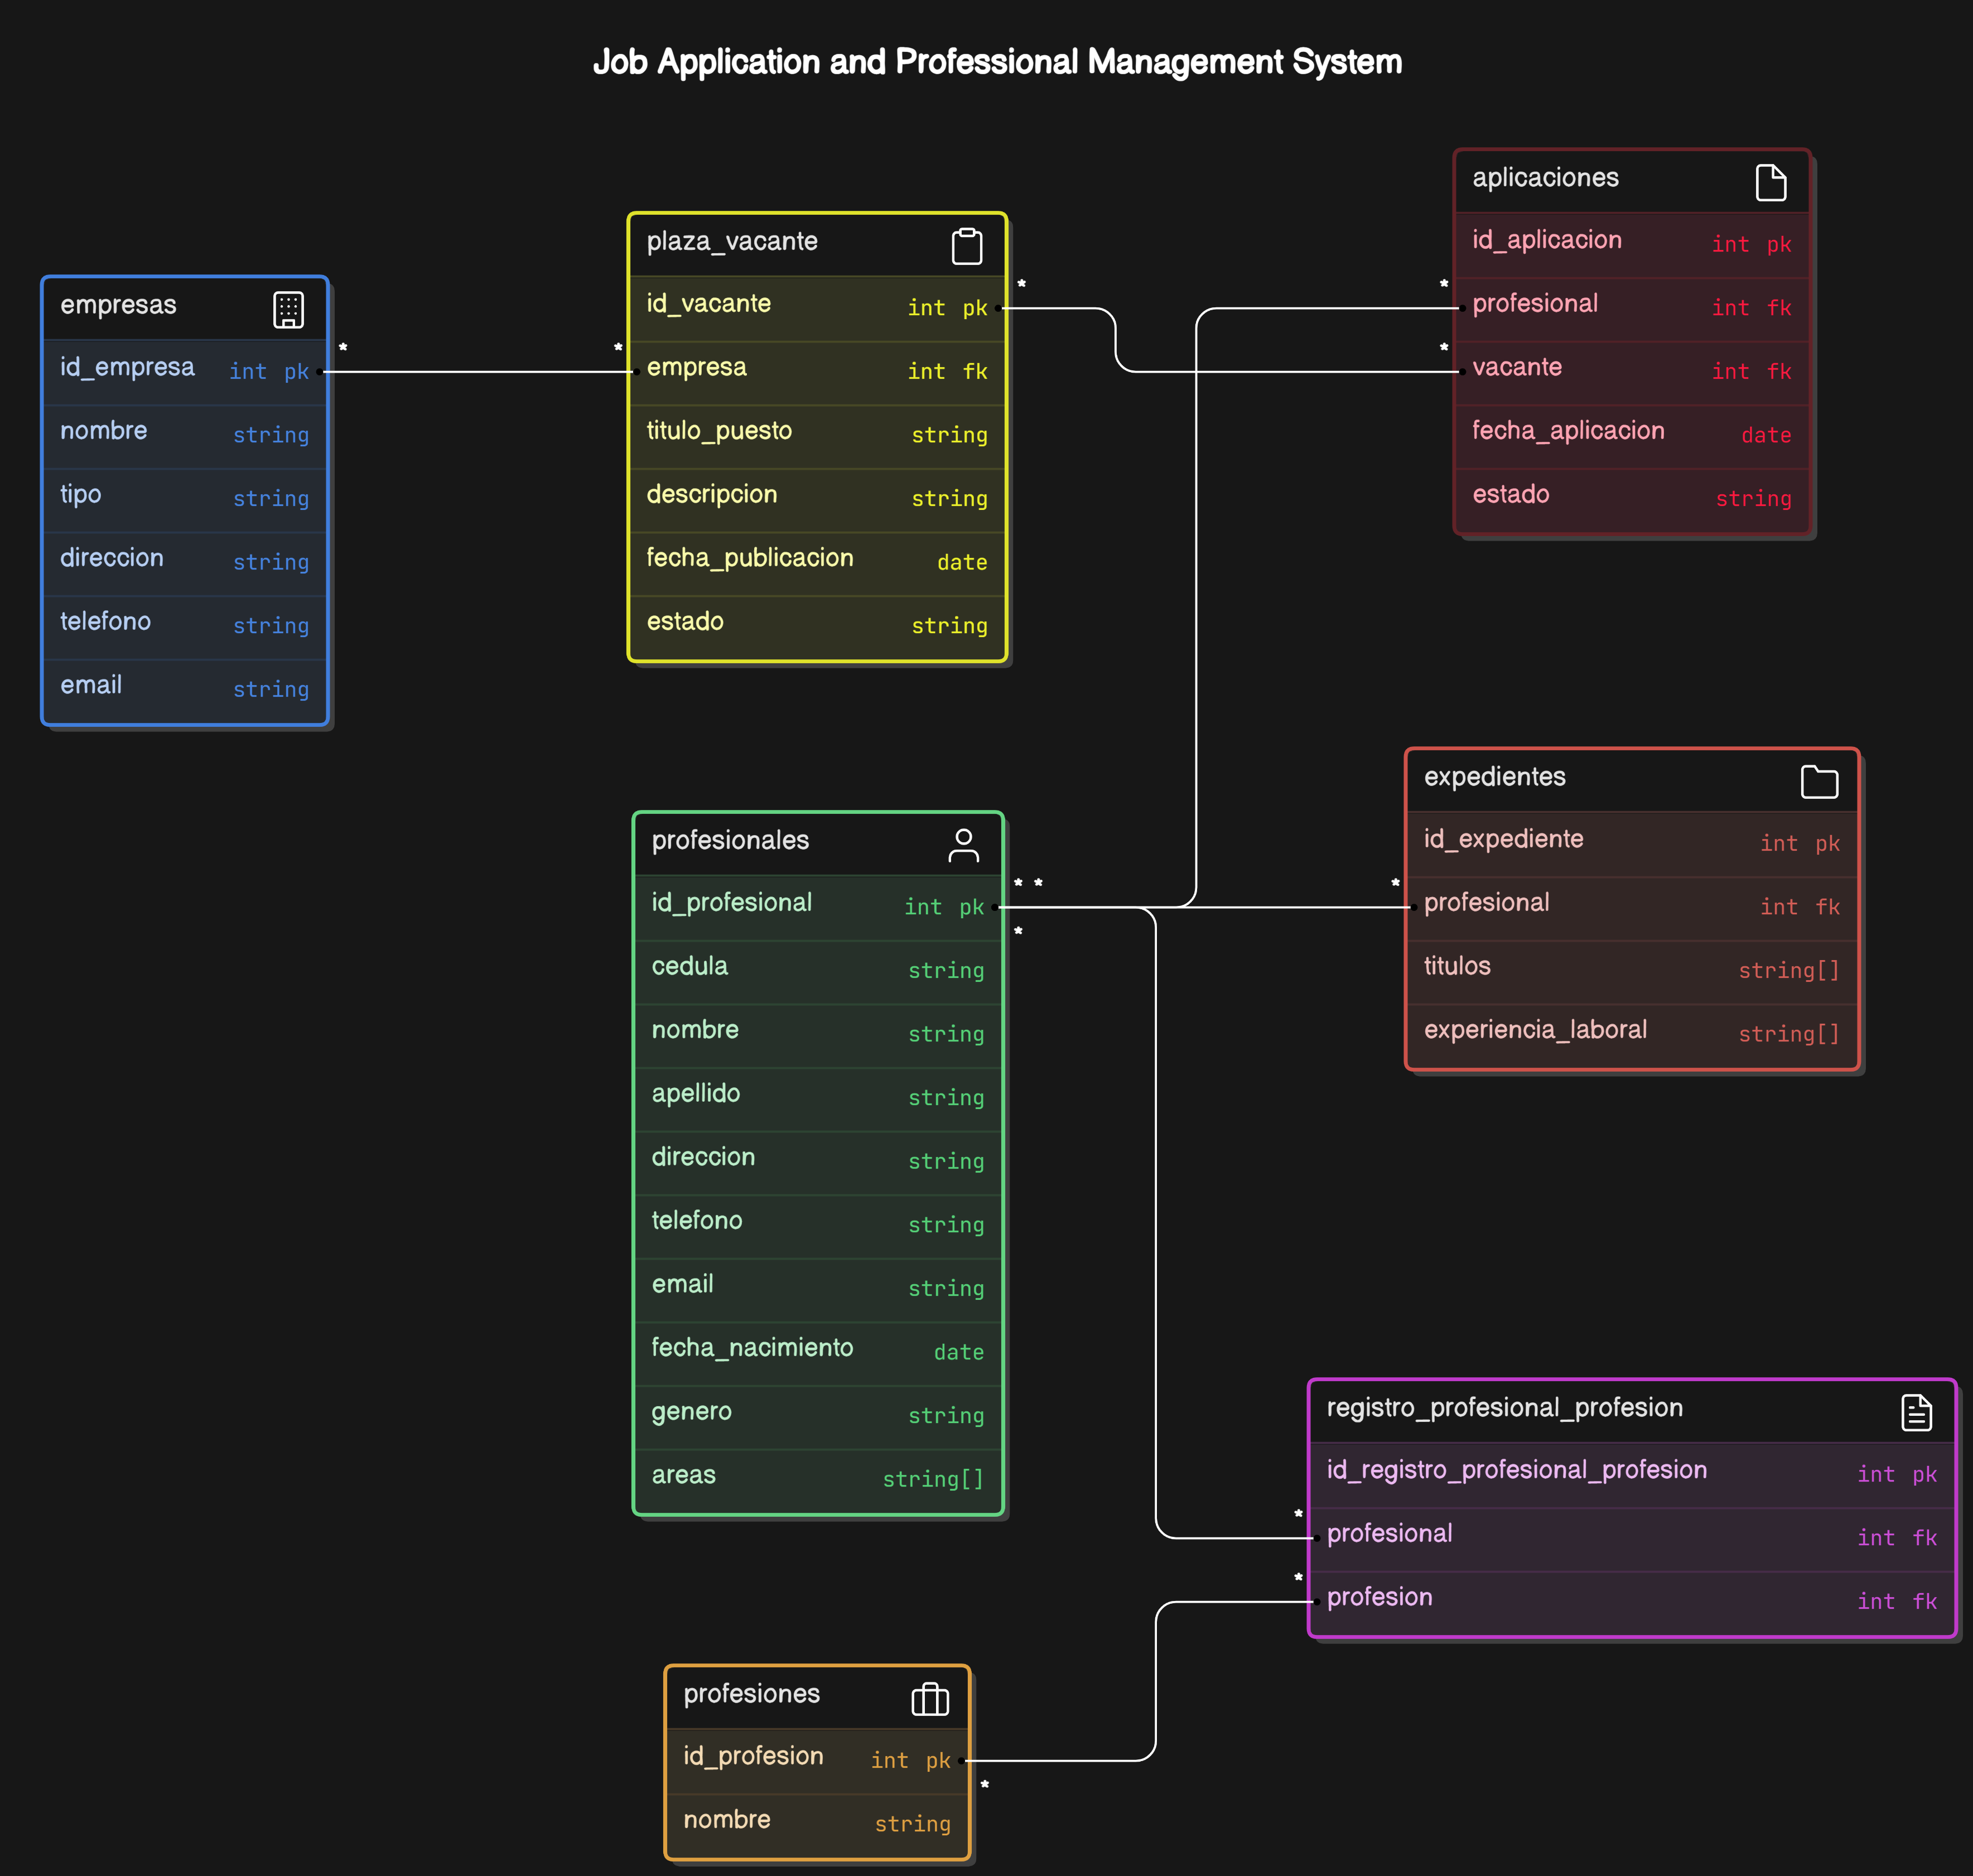 Job Application and Professional Management System
empresas
id_empresa int pk
nombre string
tipo string
direccion string
telefono string
email string
*
*
plaza_vacante
id_vacante int pk
empresa int fk
titulo_puesto string
descripcion string
fecha_publicacion date
estado string
*
*
*
aplicaciones
id_aplicacion int pk
profesional int fk
vacante int fk
fecha_aplicacion date
estado string
profesionales
id_profesional int pk
cedula string
nombre string
apellido string
direccion string
telefono string
email string
fecha_nacimiento date
genero string
areas string[]
* *
*
*
expedientes
id_expediente int pk
profesional int fk
titulos string[]
experiencia_laboral string[]
*
*
registro_profesional_profesion
id_registro_profesional_profesion int pk
profesional int fk
profesion int fk
profesiones
id_profesion int pk
nombre string
*